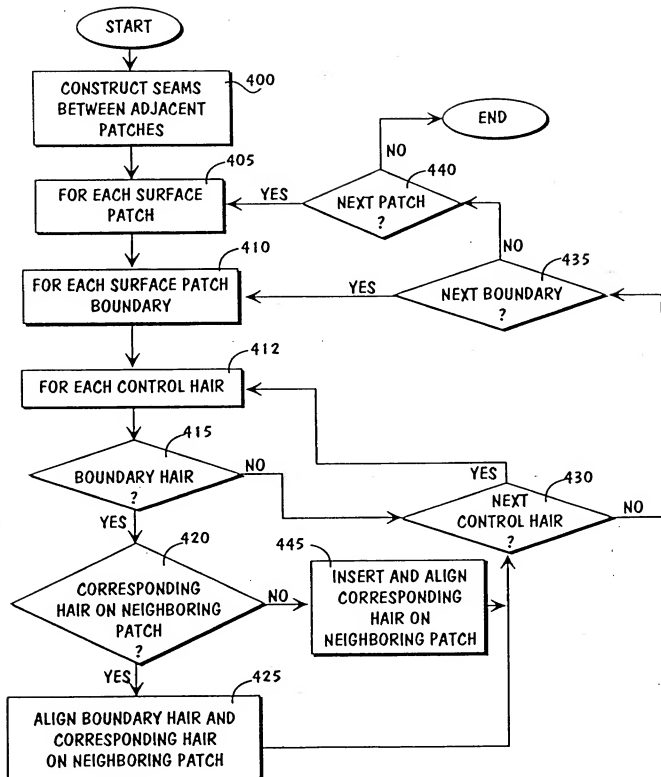 START
CONSTRUCT SEAMS
BETWEEN ADJACENT
PATCHES
400
END
405
FOR EACH SURFACE
PATCH
YES
NO
440
NEXT PATCH
?
410
FOR EACH SURFACE PATCH
BOUNDARY
YES
NO
435
NEXT BOUNDARY
?
412
FOR EACH CONTROL HAIR
415
BOUNDARY HAIR
?
NO
YES
YES
430
NEXT
CONTROL HAIR
?
NO
420
CORRESPONDING
HAIR ON NEIGHBORING
PATCH
?
NO
YES
445
INSERT AND ALIGN
CORRESPONDING
HAIR ON
NEIGHBORING PATCH
425
ALIGN BOUNDARY HAIR AND
CORRESPONDING HAIR
ON NEIGHBORING PATCH